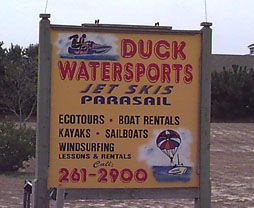 DUCK
WATERSPORTS
JET SKIS
PARASAIL
ECOTOURS • BOAT RENTALS
KAYAKS • SAILBOATS
WINDSURFING
LESSONS & RENTALS
Call:
261-2900